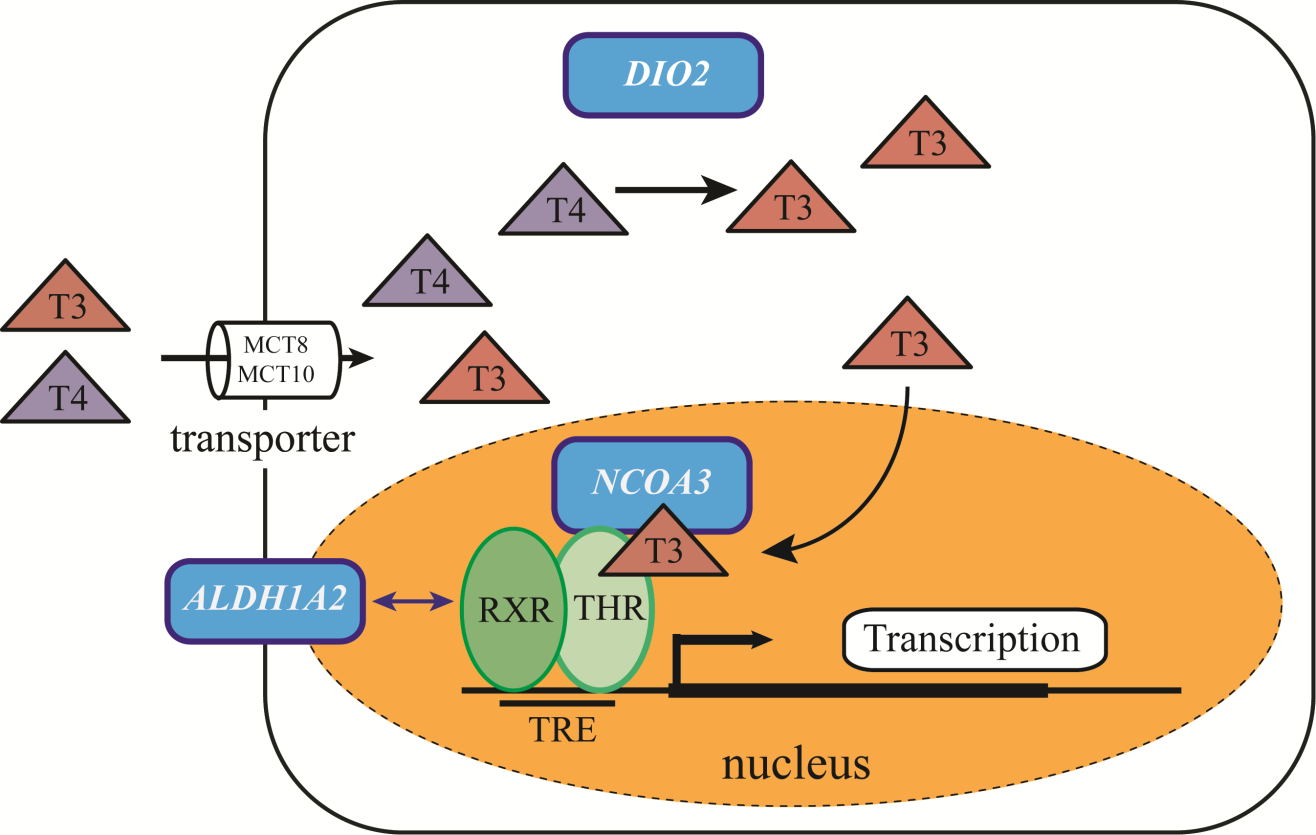 DIO2
T3
T4
T3
T4
T3
T3
T4
MCT8
MCT10
T3
T3
transporter
NCOA3
T3
ALDH1A2
RXR
THR
Transcription
TRE
nucleus